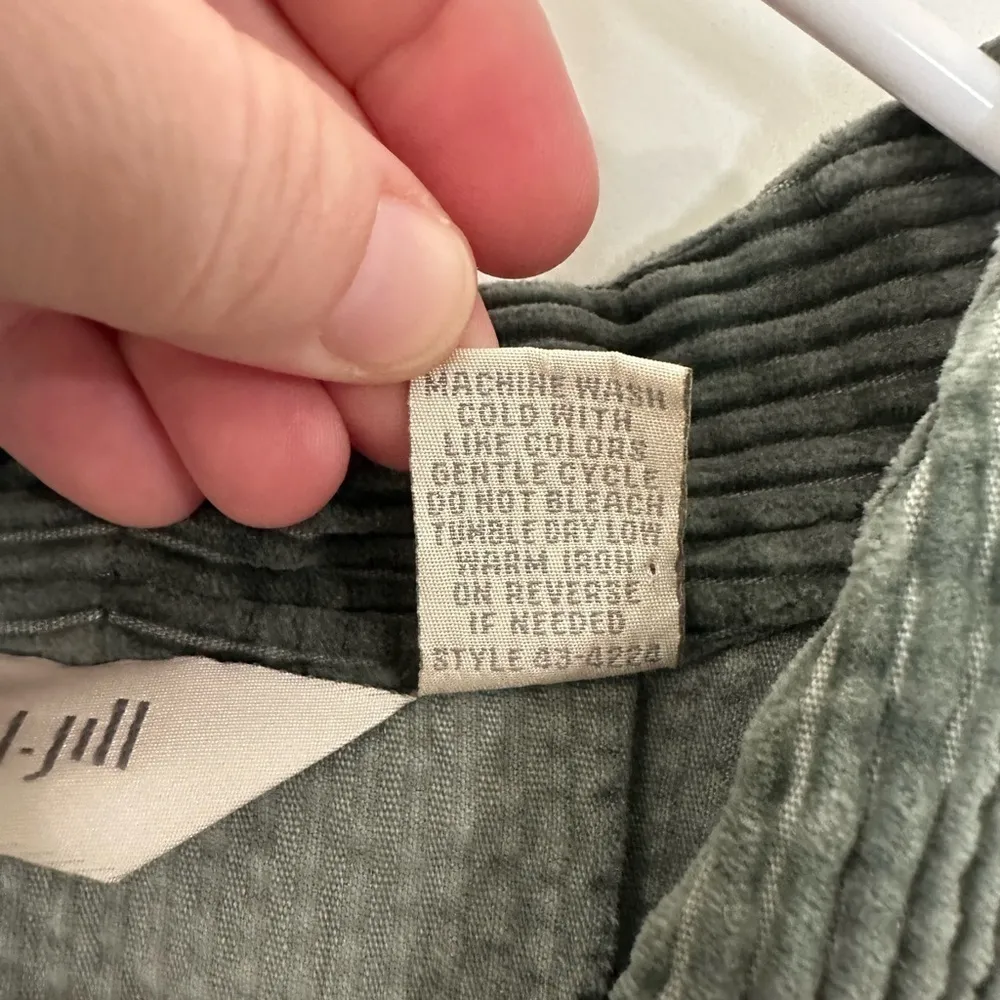 MACHINE WASH
COLD WITH
LIKE COLORS
GENTLE CYCLE
DO NOT BLEACH
TUMBLE DRY LOW
WARM IRON
ON REVERSE
IF NEEDED
STYLE 43-4224
J-Jill